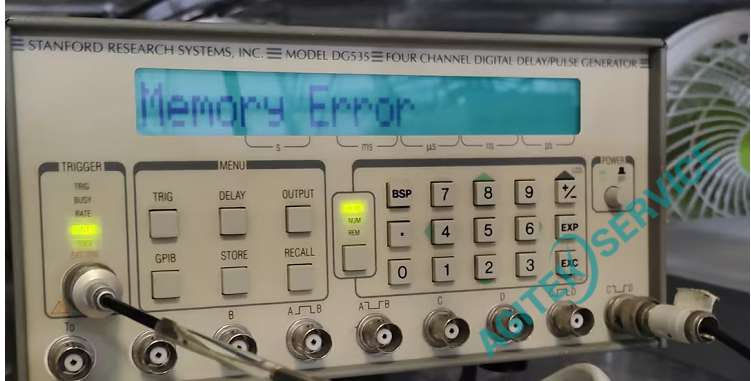 STANFORD RESEARCH SYSTEMS, INC. MODEL DG535 FOUR CHANNEL DIGITAL DELAY/PULSE GENERATOR
Memory Error
s ms µs ns ps
TRIGGER
TRIG
BUSY
RATE
MENU
TRIG DELAY OUTPUT
GPIB STORE RECALL
NUM
REM
BSP 7 8 9 +/-
. 4 5 6 EXP
0 1 2 3 EXC
POWER
To A B A B A B C D C D C D
AGITEK SERVICE